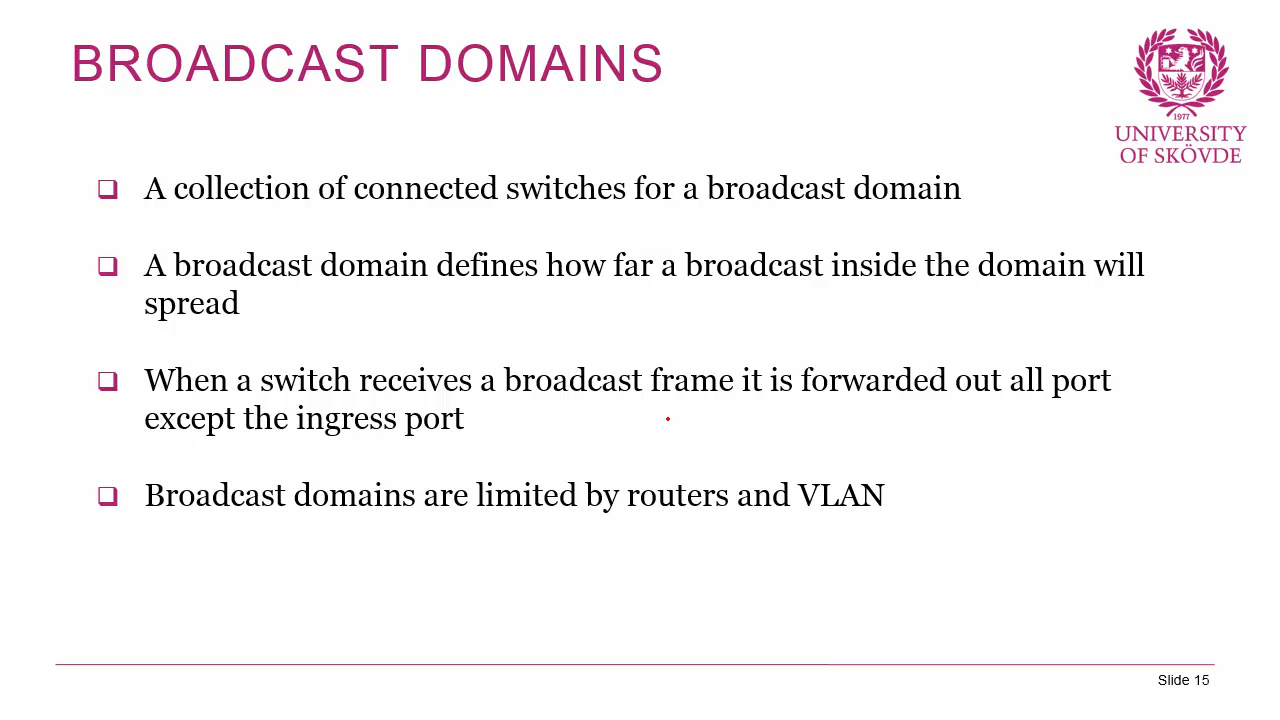 BROADCAST DOMAINS
1977
UNIVERSITY
OF SKÖVDE
A collection of connected switches for a broadcast domain
A broadcast domain defines how far a broadcast inside the domain will
spread
When a switch receives a broadcast frame it is forwarded out all port
except the ingress port
Broadcast domains are limited by routers and VLAN
Slide 15